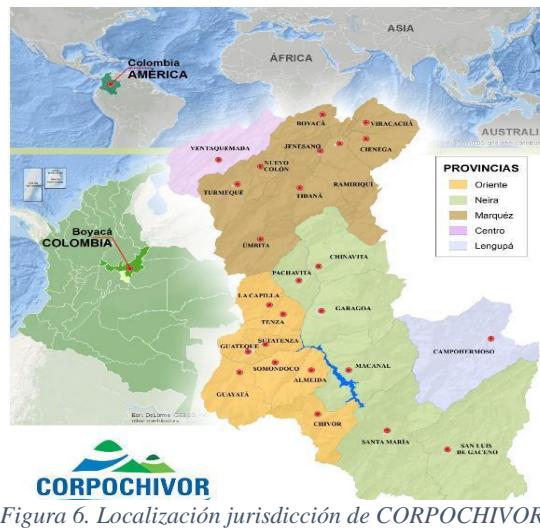 ASIA
Colombia
AMÉRICA
ÁFRICA
AUSTRALI
BOYACÁ
VIRACACHÁ
JENESANO
CIENEGA
VENTAQUEMADA
NUEVO
COLÓN
TURMEQUE
TIBANÁ
RAMIRIQUÍ
ÚMBITA
PROVINCIAS
Oriente
Neira
Marquéz
Centro
Lengupá
Boyacá
COLOMBIA
CHINAVITA
PACHAVITA
LA CAPILLA
GARAGOA
TENZA
SUTATENZA
GUATEQUE
SOMONDOCO
MACANAL
ALMEIDA
GUAYATÁ
CAMPOHERMOSO
CHIVOR
SANTA MARÍA
SAN LUIS
DE GACENO
CORPOCHIVOR
Figura 6. Localización jurisdicción de CORPOCHIVOR